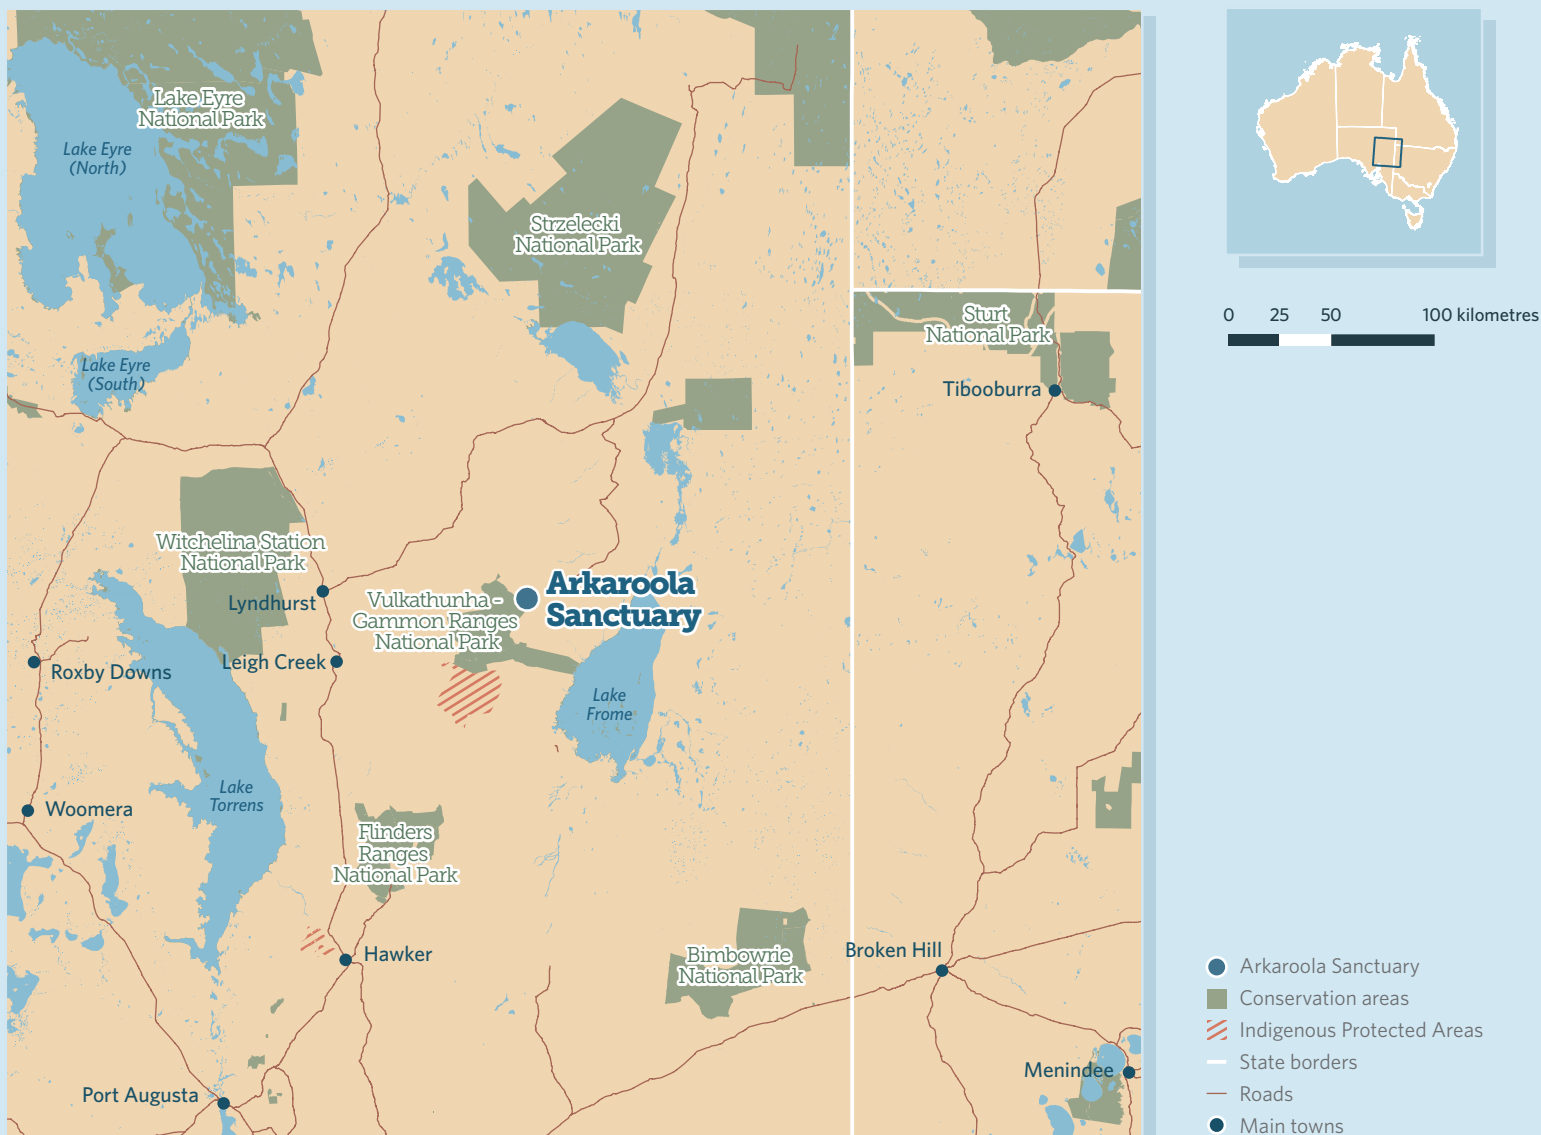 Lake Eyre
National Park
Lake Eyre
(North)
Strzelecki
National Park
Lake Eyre
(South)
Sturt
National Park
Tibooburra
Witchelina Station
National Park
Lyndhurst
Vulkathunha -
Gammon Ranges
National Park
Arkaroola
Sanctuary
Roxby Downs
Leigh Creek
Lake
Frome
Lake
Torrens
Woomera
Flinders
Ranges
National Park
Hawker
Bimbowrie
National Park
Broken Hill
Menindee
Port Augusta
0 25 50 100 kilometres
Arkaroola Sanctuary
Conservation areas
Indigenous Protected Areas
State borders
Roads
Main towns